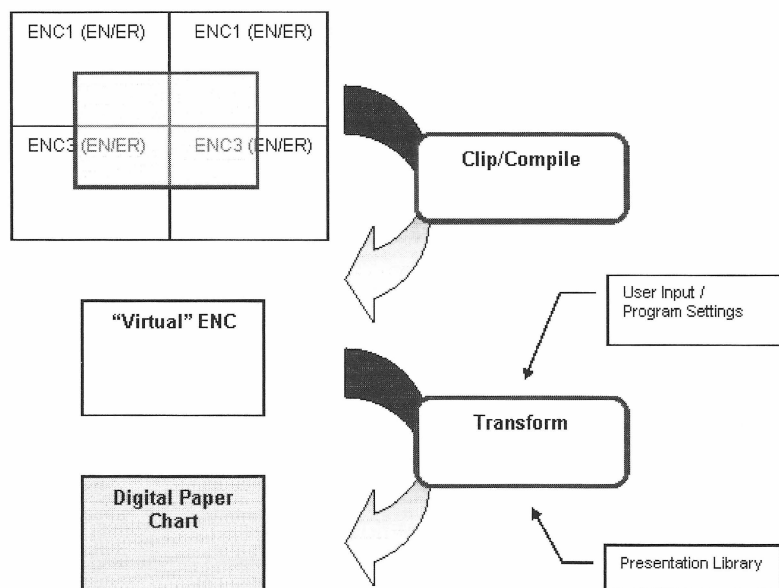 ENC1 (EN/ER) ENC1 (EN/ER)
ENC3 (EN/ER) ENC3 (EN/ER)
Clip/Compile
User Input /
Program Settings
“Virtual” ENC
Transform
Digital Paper
Chart
Presentation Library